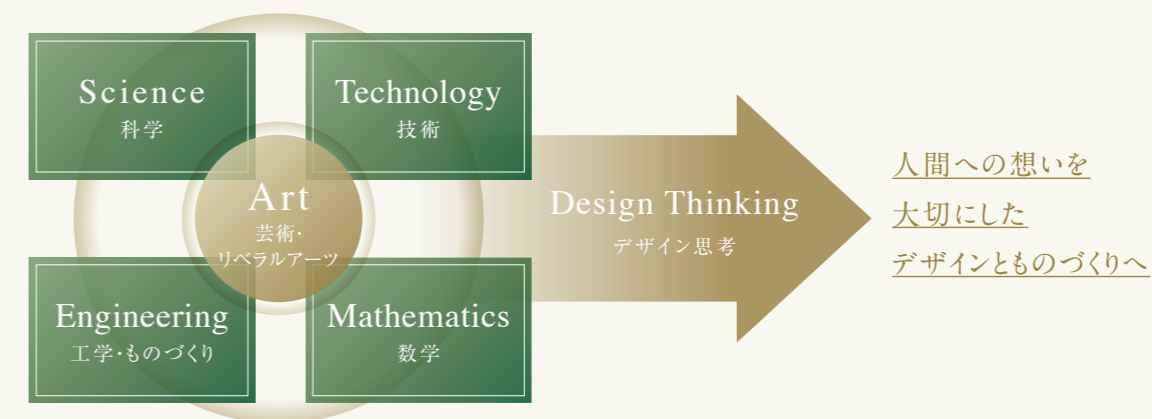 Science
科学
Technology
技術
Art
芸術・
リベラルアーツ
Engineering
工学・ものづくり
Mathematics
数学
Design Thinking
デザイン思考
人間への想いを
大切にした
デザインとものづくりへ